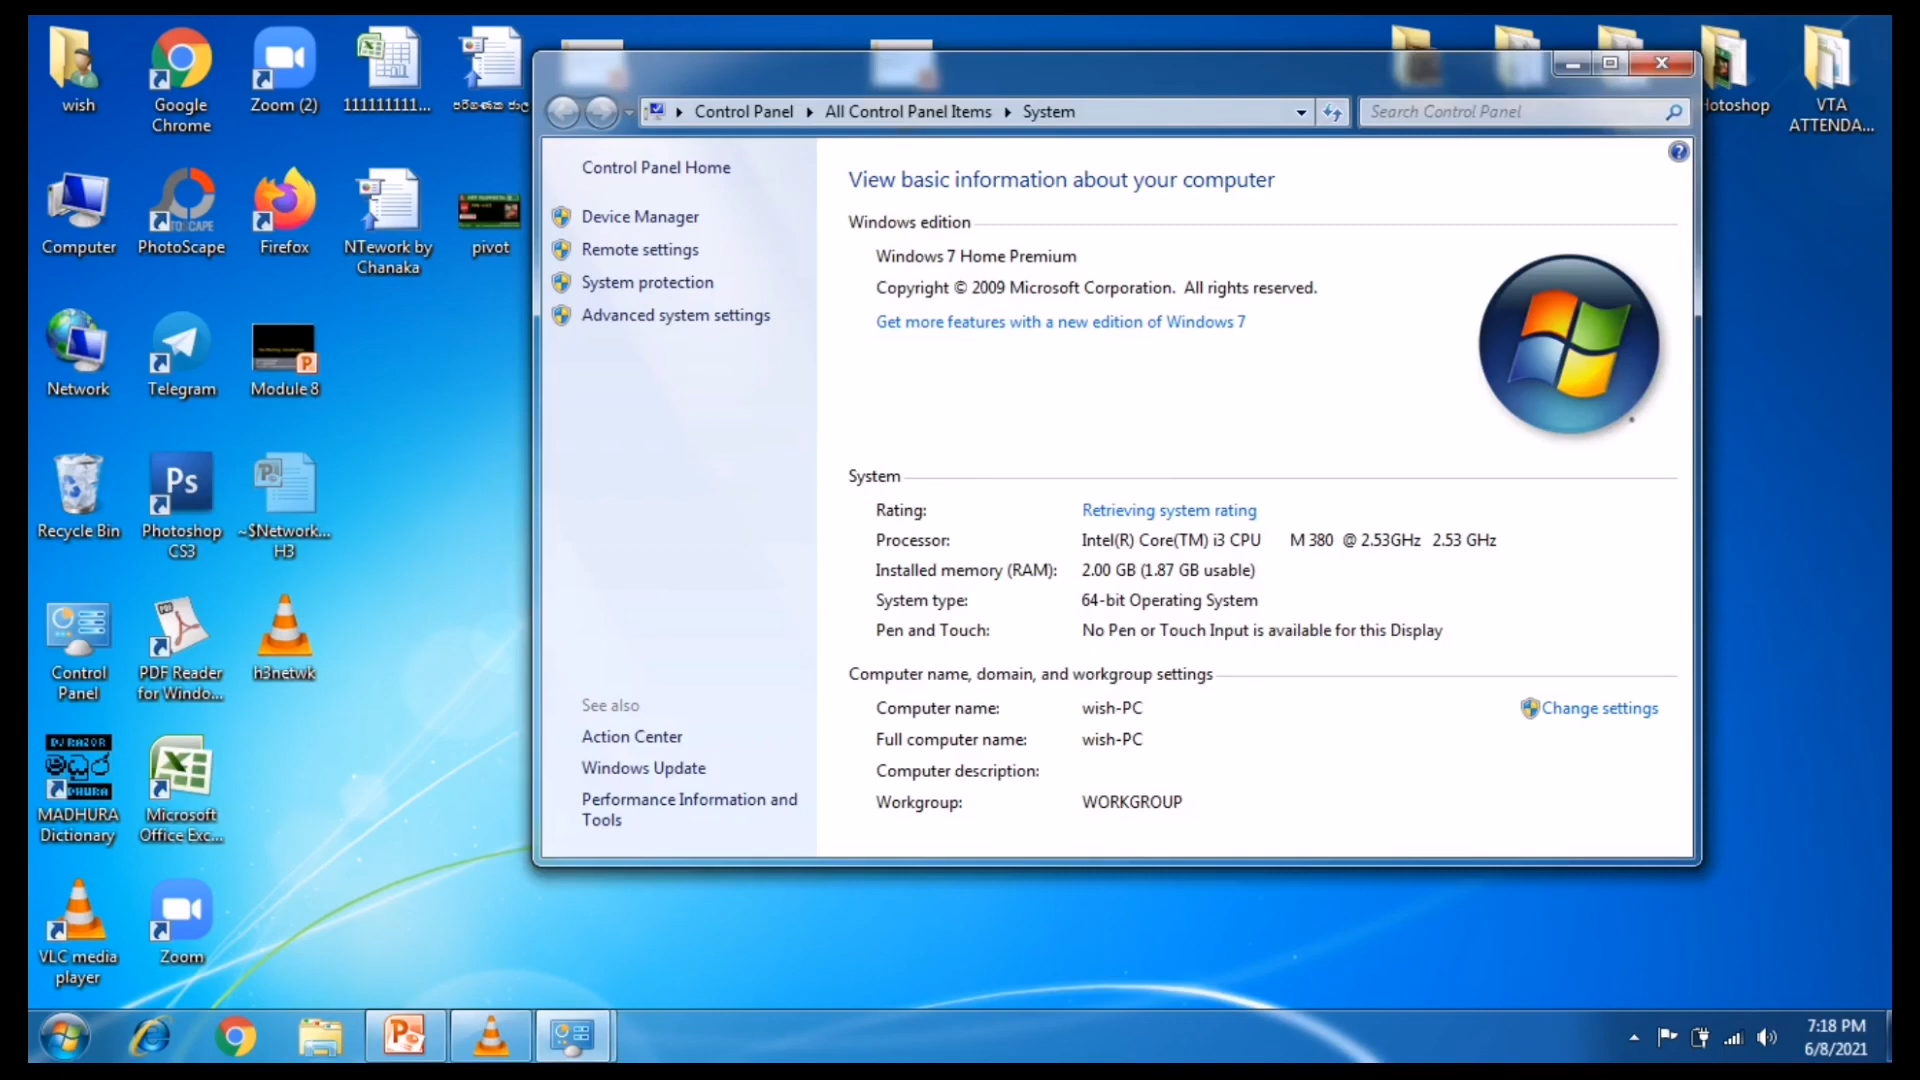 wish
Google
Chrome
Zoom (2)
111111111...
පරිගණක ජාල
Computer
PhotoScape
Firefox
NTework by
Chanaka
pivot
Network
Telegram
Module 8
Recycle Bin
Ps
Photoshop
CS3
~$Network...
H3
Control
Panel
PDF Reader
for Windo...
h3netwk
DJ RAZOR
MADHURA
Dictionary
Microsoft
Office Exc...
VLC media
player
Zoom
hotoshop
VTA
ATTENDA...
Control Panel
All Control Panel Items
System
Search Control Panel
Control Panel Home
Device Manager
Remote settings
System protection
Advanced system settings
See also
Action Center
Windows Update
Performance Information and
Tools
View basic information about your computer
Windows edition
Windows 7 Home Premium
Copyright © 2009 Microsoft Corporation. All rights reserved.
Get more features with a new edition of Windows 7
System
Rating: Retrieving system rating
Processor: Intel(R) Core(TM) i3 CPU M 380 @ 2.53GHz 2.53 GHz
Installed memory (RAM): 2.00 GB (1.87 GB usable)
System type: 64-bit Operating System
Pen and Touch: No Pen or Touch Input is available for this Display
Computer name, domain, and workgroup settings
Computer name: wish-PC
Change settings
Full computer name: wish-PC
Computer description:
Workgroup: WORKGROUP
7:18 PM
6/8/2021